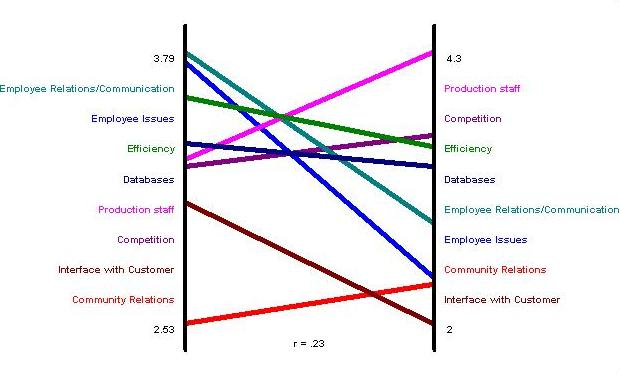 3.79
Employee Relations/Communication
Employee Issues
Efficiency
Databases
Production staff
Competition
Interface with Customer
Community Relations
2.53
4.3
Production staff
Competition
Efficiency
Databases
Employee Relations/Communication
Employee Issues
Community Relations
Interface with Customer
2
r = .23